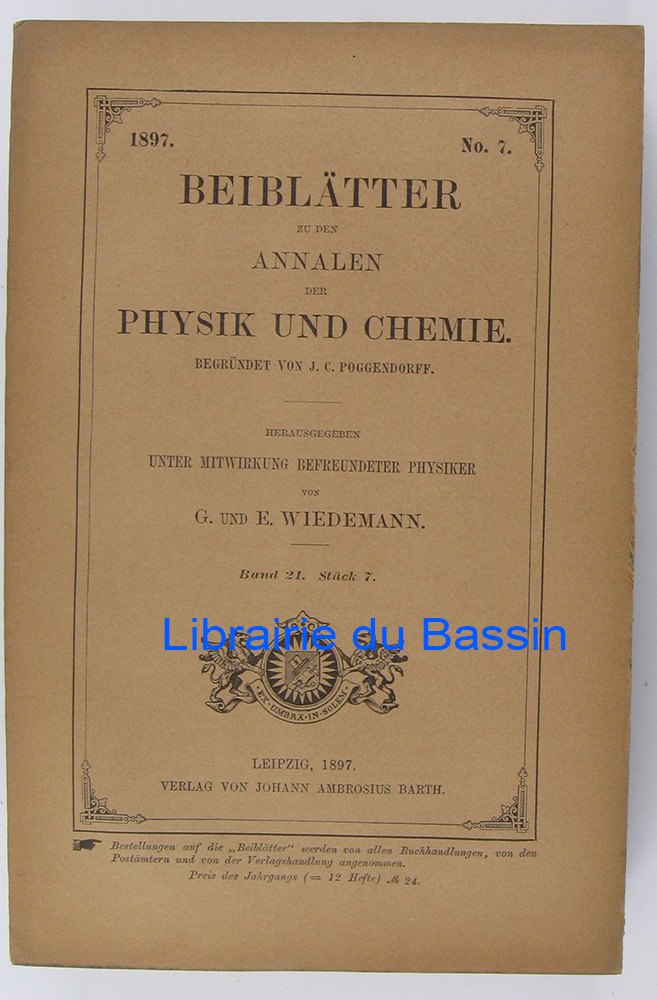 1897.
No. 7.
BEIBLÄTTER
ZU DEN
ANNALEN
DER
PHYSIK UND CHEMIE.
BEGRÜNDET VON J. C. POGGENDORFF.
HERAUSGEGEBEN
UNTER MITWIRKUNG BEFREUNDETER PHYSIKER
VON
G. UND E. WIEDEMANN.
Band 21. Stück 7.
Librairie du Bassin
EX·UMBRA·IN·SOLEM
LEIPZIG, 1897.
VERLAG VON JOHANN AMBROSIUS BARTH.
Bestellungen auf die „Beiblätter“ werden von allen Buchhandlungen, von den
Postämtern und von der Verlagshandlung angenommen.
Preis des Jahrgangs (= 12 Hefte) ℳ 24.